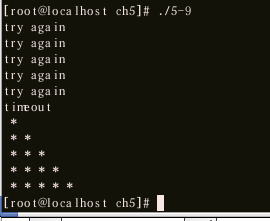 [root@localhost ch5]# ./5-9
try again
try again
try again
try again
try again
timeout
*
* *
* * *
* * * *
* * * * *
[root@localhost ch5]#